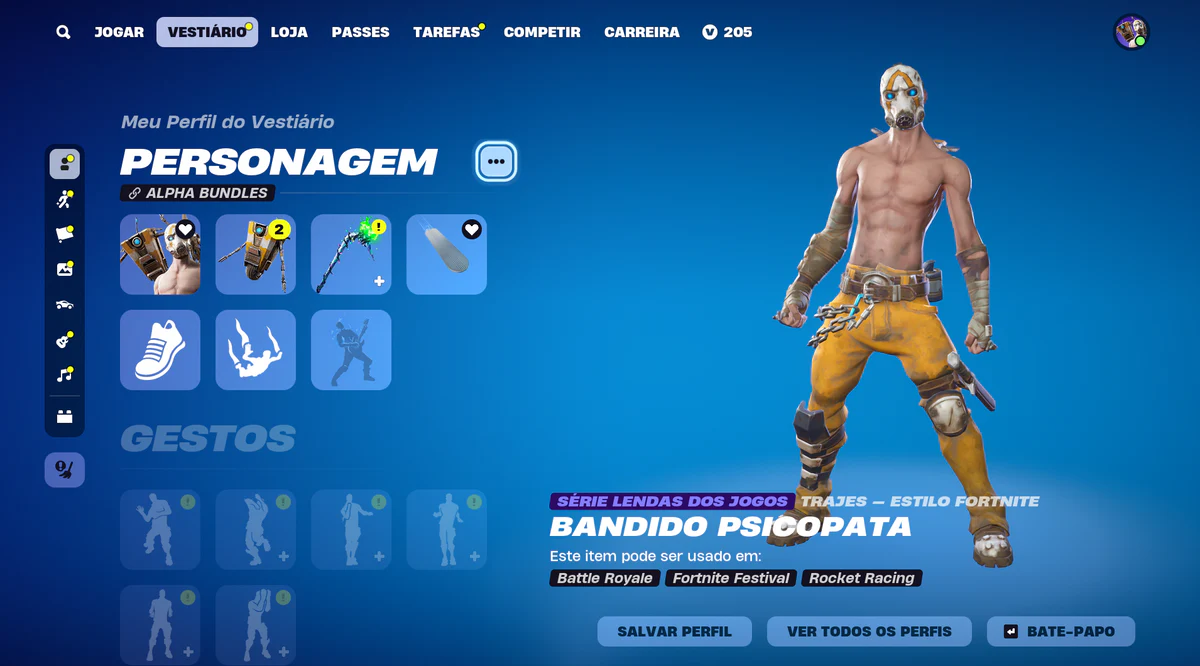 JOGAR VESTIÁRIO LOJA PASSES TAREFAS COMPETIR CARREIRA V 205
Meu Perfil do Vestiário
PERSONAGEM
ALPHA BUNDLES
2 !
GESTOS
! ! ! !
! !
SÉRIE LENDAS DOS JOGOS TRAJES – ESTILO FORTNITE
BANDIDO PSICOPATA
Este item pode ser usado em:
Battle Royale Fortnite Festival Rocket Racing
SALVAR PERFIL VER TODOS OS PERFIS BATE-PAPO